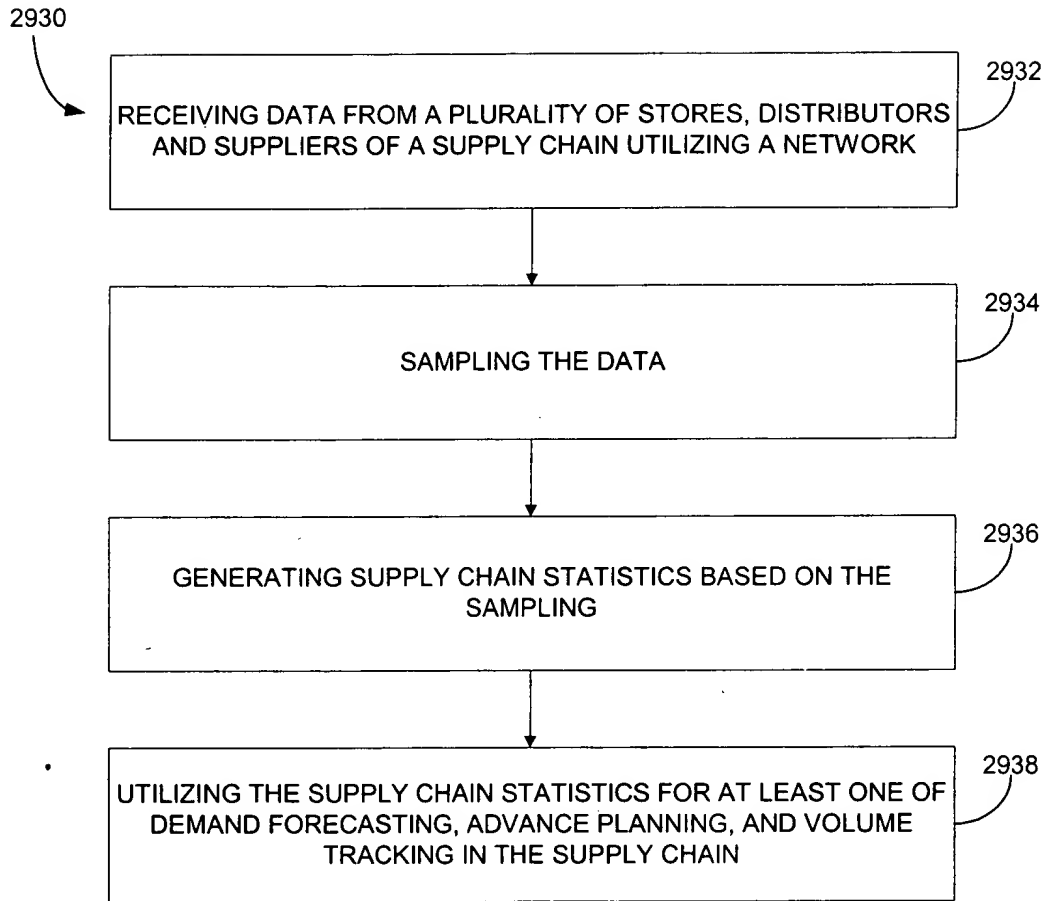 2930
2932
RECEIVING DATA FROM A PLURALITY OF STORES, DISTRIBUTORS
AND SUPPLIERS OF A SUPPLY CHAIN UTILIZING A NETWORK
2934
SAMPLING THE DATA
2936
GENERATING SUPPLY CHAIN STATISTICS BASED ON THE
SAMPLING
2938
UTILIZING THE SUPPLY CHAIN STATISTICS FOR AT LEAST ONE OF
DEMAND FORECASTING, ADVANCE PLANNING, AND VOLUME
TRACKING IN THE SUPPLY CHAIN